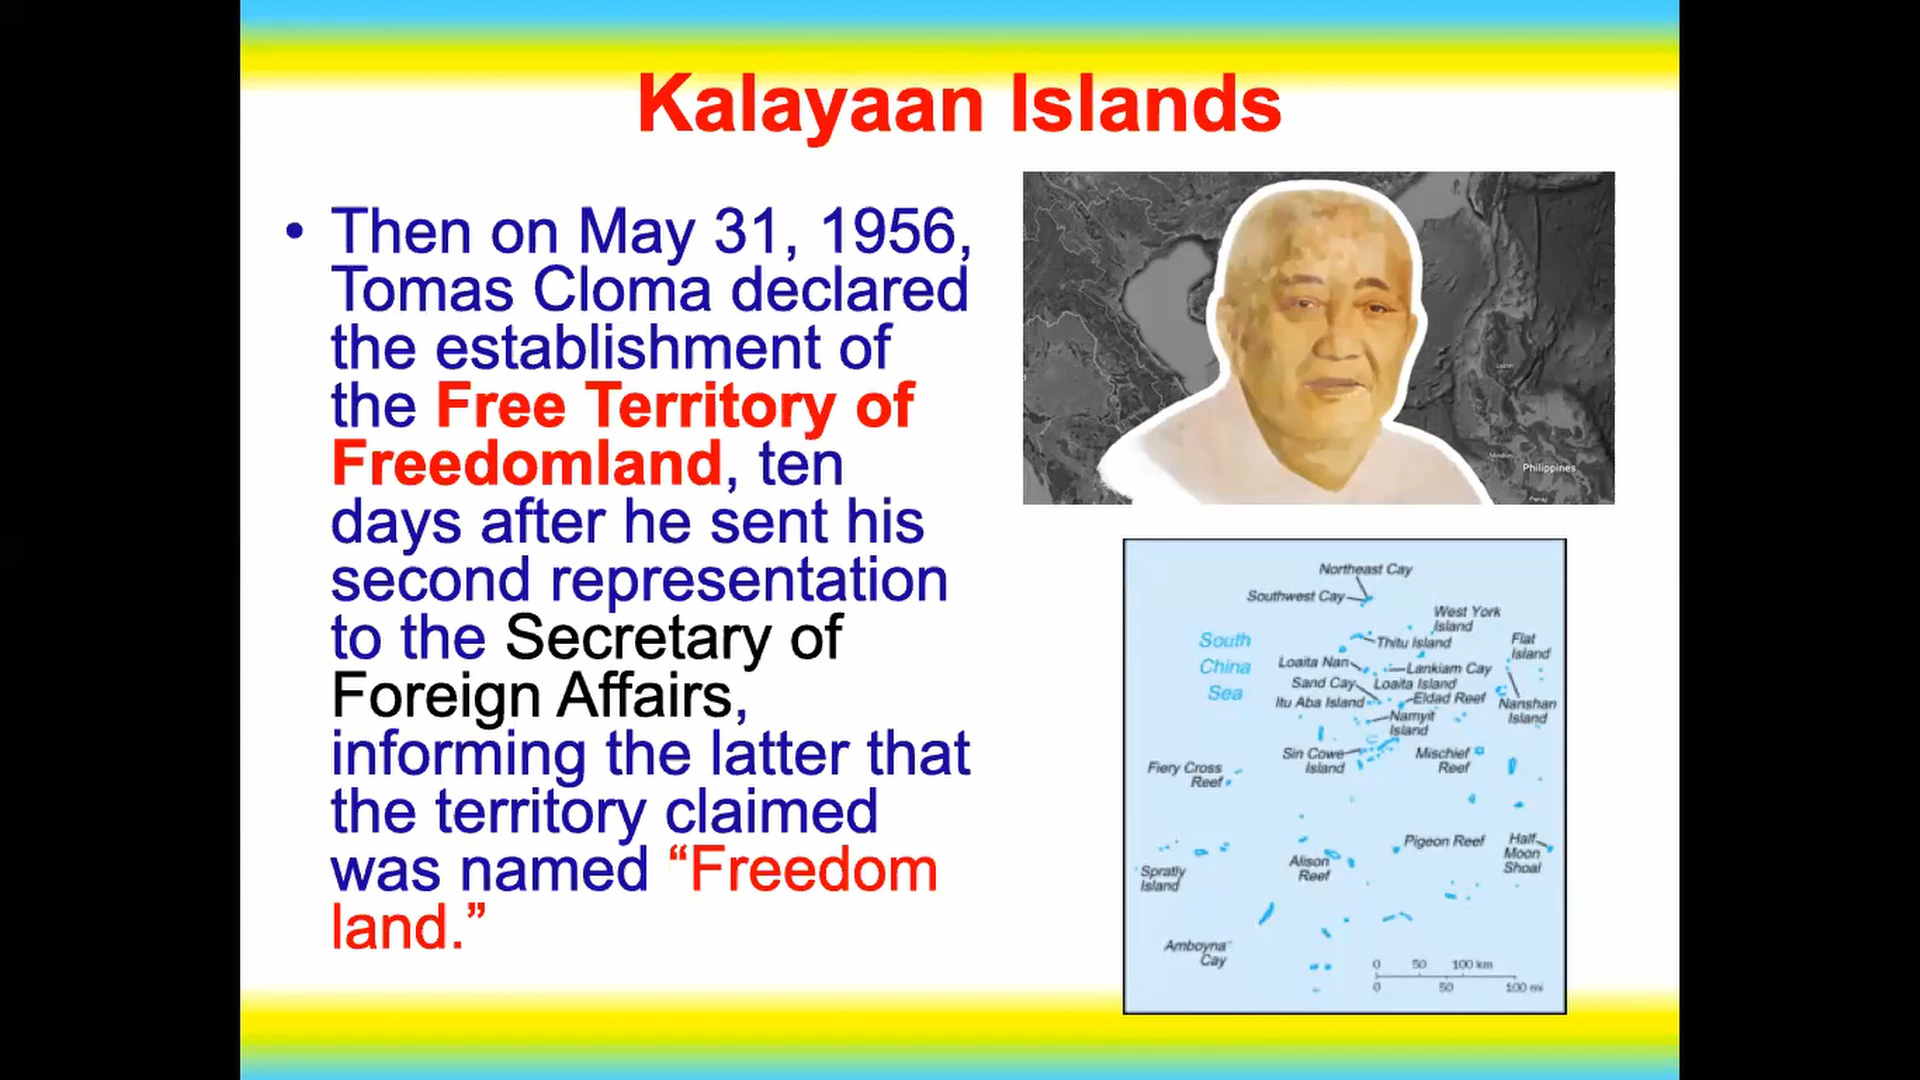 Kalayaan Islands
• Then on May 31, 1956,
Tomas Cloma declared
the establishment of
the Free Territory of
Freedomland, ten
days after he sent his
second representation
to the Secretary of
Foreign Affairs,
informing the latter that
the territory claimed
was named “Freedom
land.”
Luzon
Mindoro
Philippines
Panay
Northeast Cay
Southwest Cay
West York
Island
South
China
Sea
Thitu Island
Flat
Island
Loaita Nan
Lankiam Cay
Sand Cay
Loaita Island
Itu Aba Island
Eldad Reef
Nanshan
Island
Namyit
Island
Sin Cowe
Island
Mischief
Reef
Fiery Cross
Reef
Pigeon Reef
Half
Moon
Shoal
Alison
Reef
Spratly
Island
Amboyna
Cay
0 50 100 km
0 50 100 mi